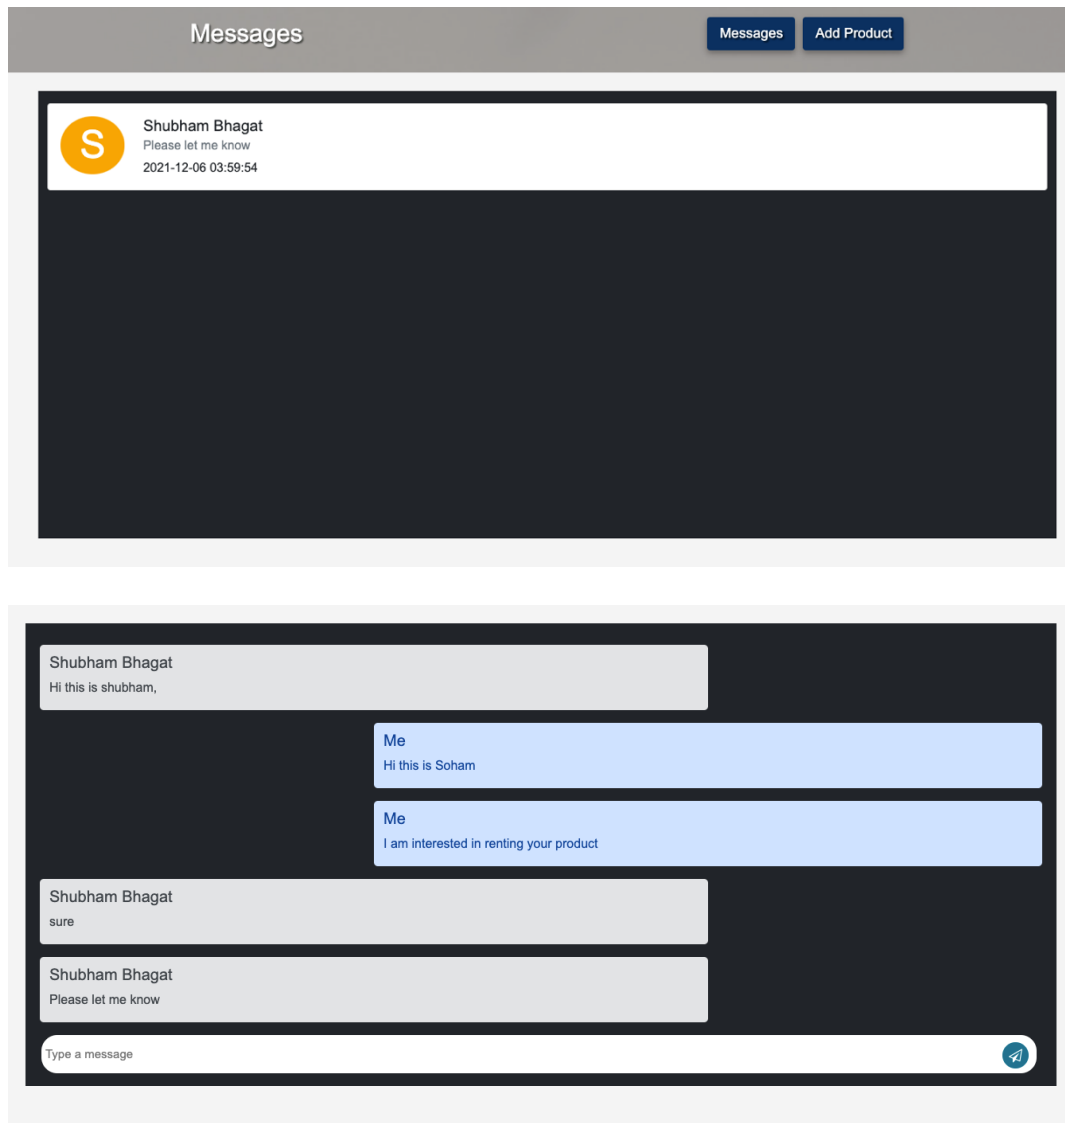 Messages
Messages
Add Product
S
Shubham Bhagat
Please let me know
2021-12-06 03:59:54
Shubham Bhagat
Hi this is shubham,
Me
Hi this is Soham
Me
I am interested in renting your product
Shubham Bhagat
sure
Shubham Bhagat
Please let me know
Type a message